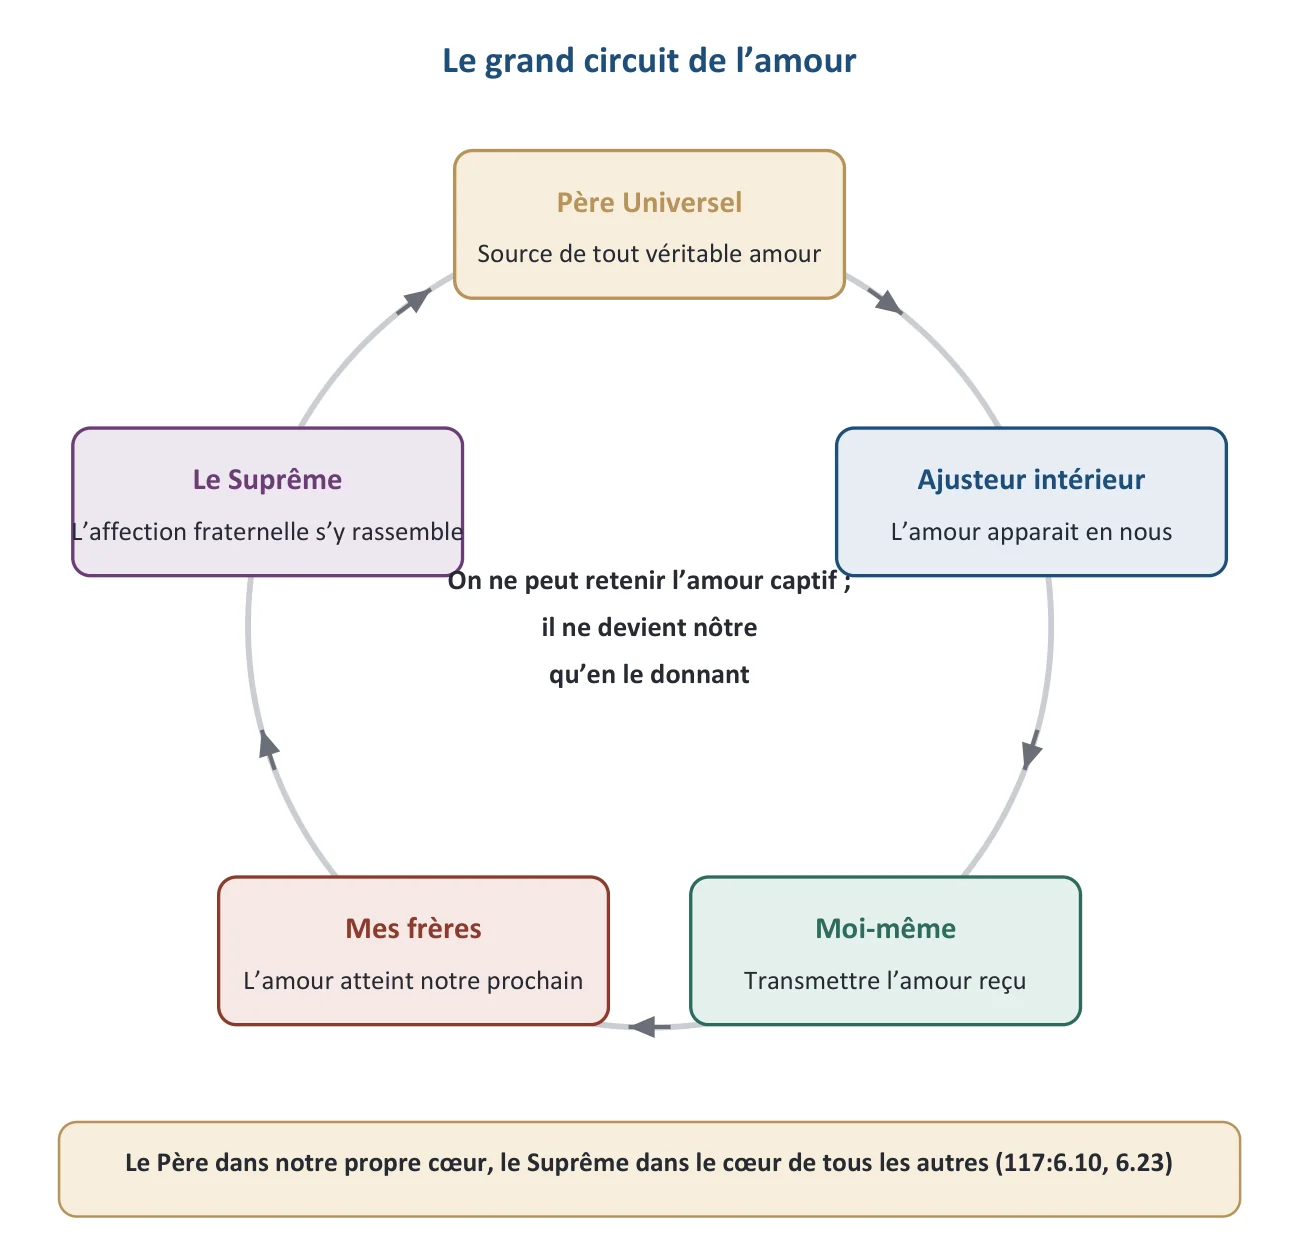 Le grand circuit de l’amour
Père Universel
Source de tout véritable amour
Le Suprême
L’affection fraternelle s’y rassemble
Ajusteur intérieur
L’amour apparait en nous
On ne peut retenir l’amour captif ;
il ne devient nôtre
qu’en le donnant
Mes frères
L’amour atteint notre prochain
Moi-même
Transmettre l’amour reçu
Le Père dans notre propre cœur, le Suprême dans le cœur de tous les autres (117:6.10, 6.23)